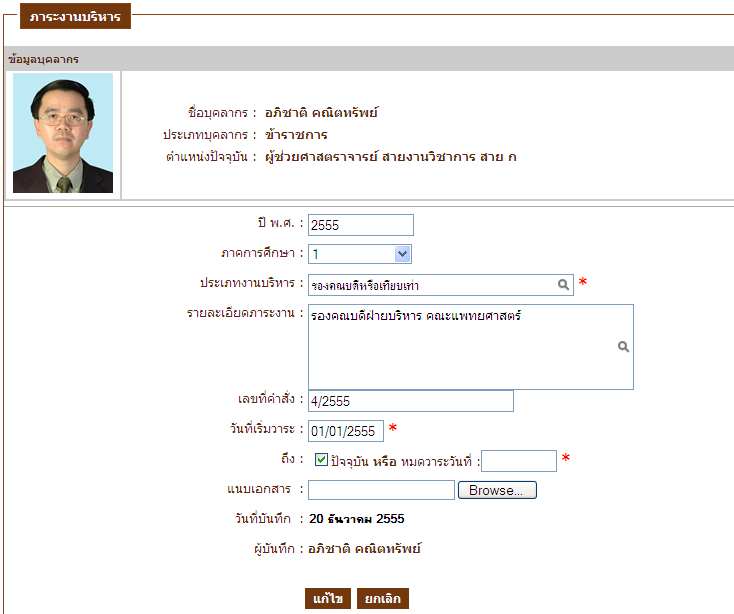 ภาระงานบริหาร
ข้อมูลบุคลากร
ชื่อบุคลากร : อภิชาติ คณิตทรัพย์
ประเภทบุคลากร : ข้าราชการ
ตำแหน่งปัจจุบัน : ผู้ช่วยศาสตราจารย์ สายงานวิชาการ สาย ก
ปี พ.ศ. : 2555
ภาคการศึกษา : 1
ประเภทงานบริหาร : รองคณบดีหรือเทียบเท่า *
รายละเอียดภาระงาน : รองคณบดีฝ่ายบริหาร คณะแพทยศาสตร์
เลขที่คำสั่ง : 4/2555
วันที่เริ่มวาระ : 01/01/2555 *
ถึง : ปัจจุบัน หรือ หมดวาระวันที่ : *
แนบเอกสาร : Browse...
วันที่บันทึก : 20 ธันวาคม 2555
ผู้บันทึก : อภิชาติ คณิตทรัพย์
แก้ไข ยกเลิก